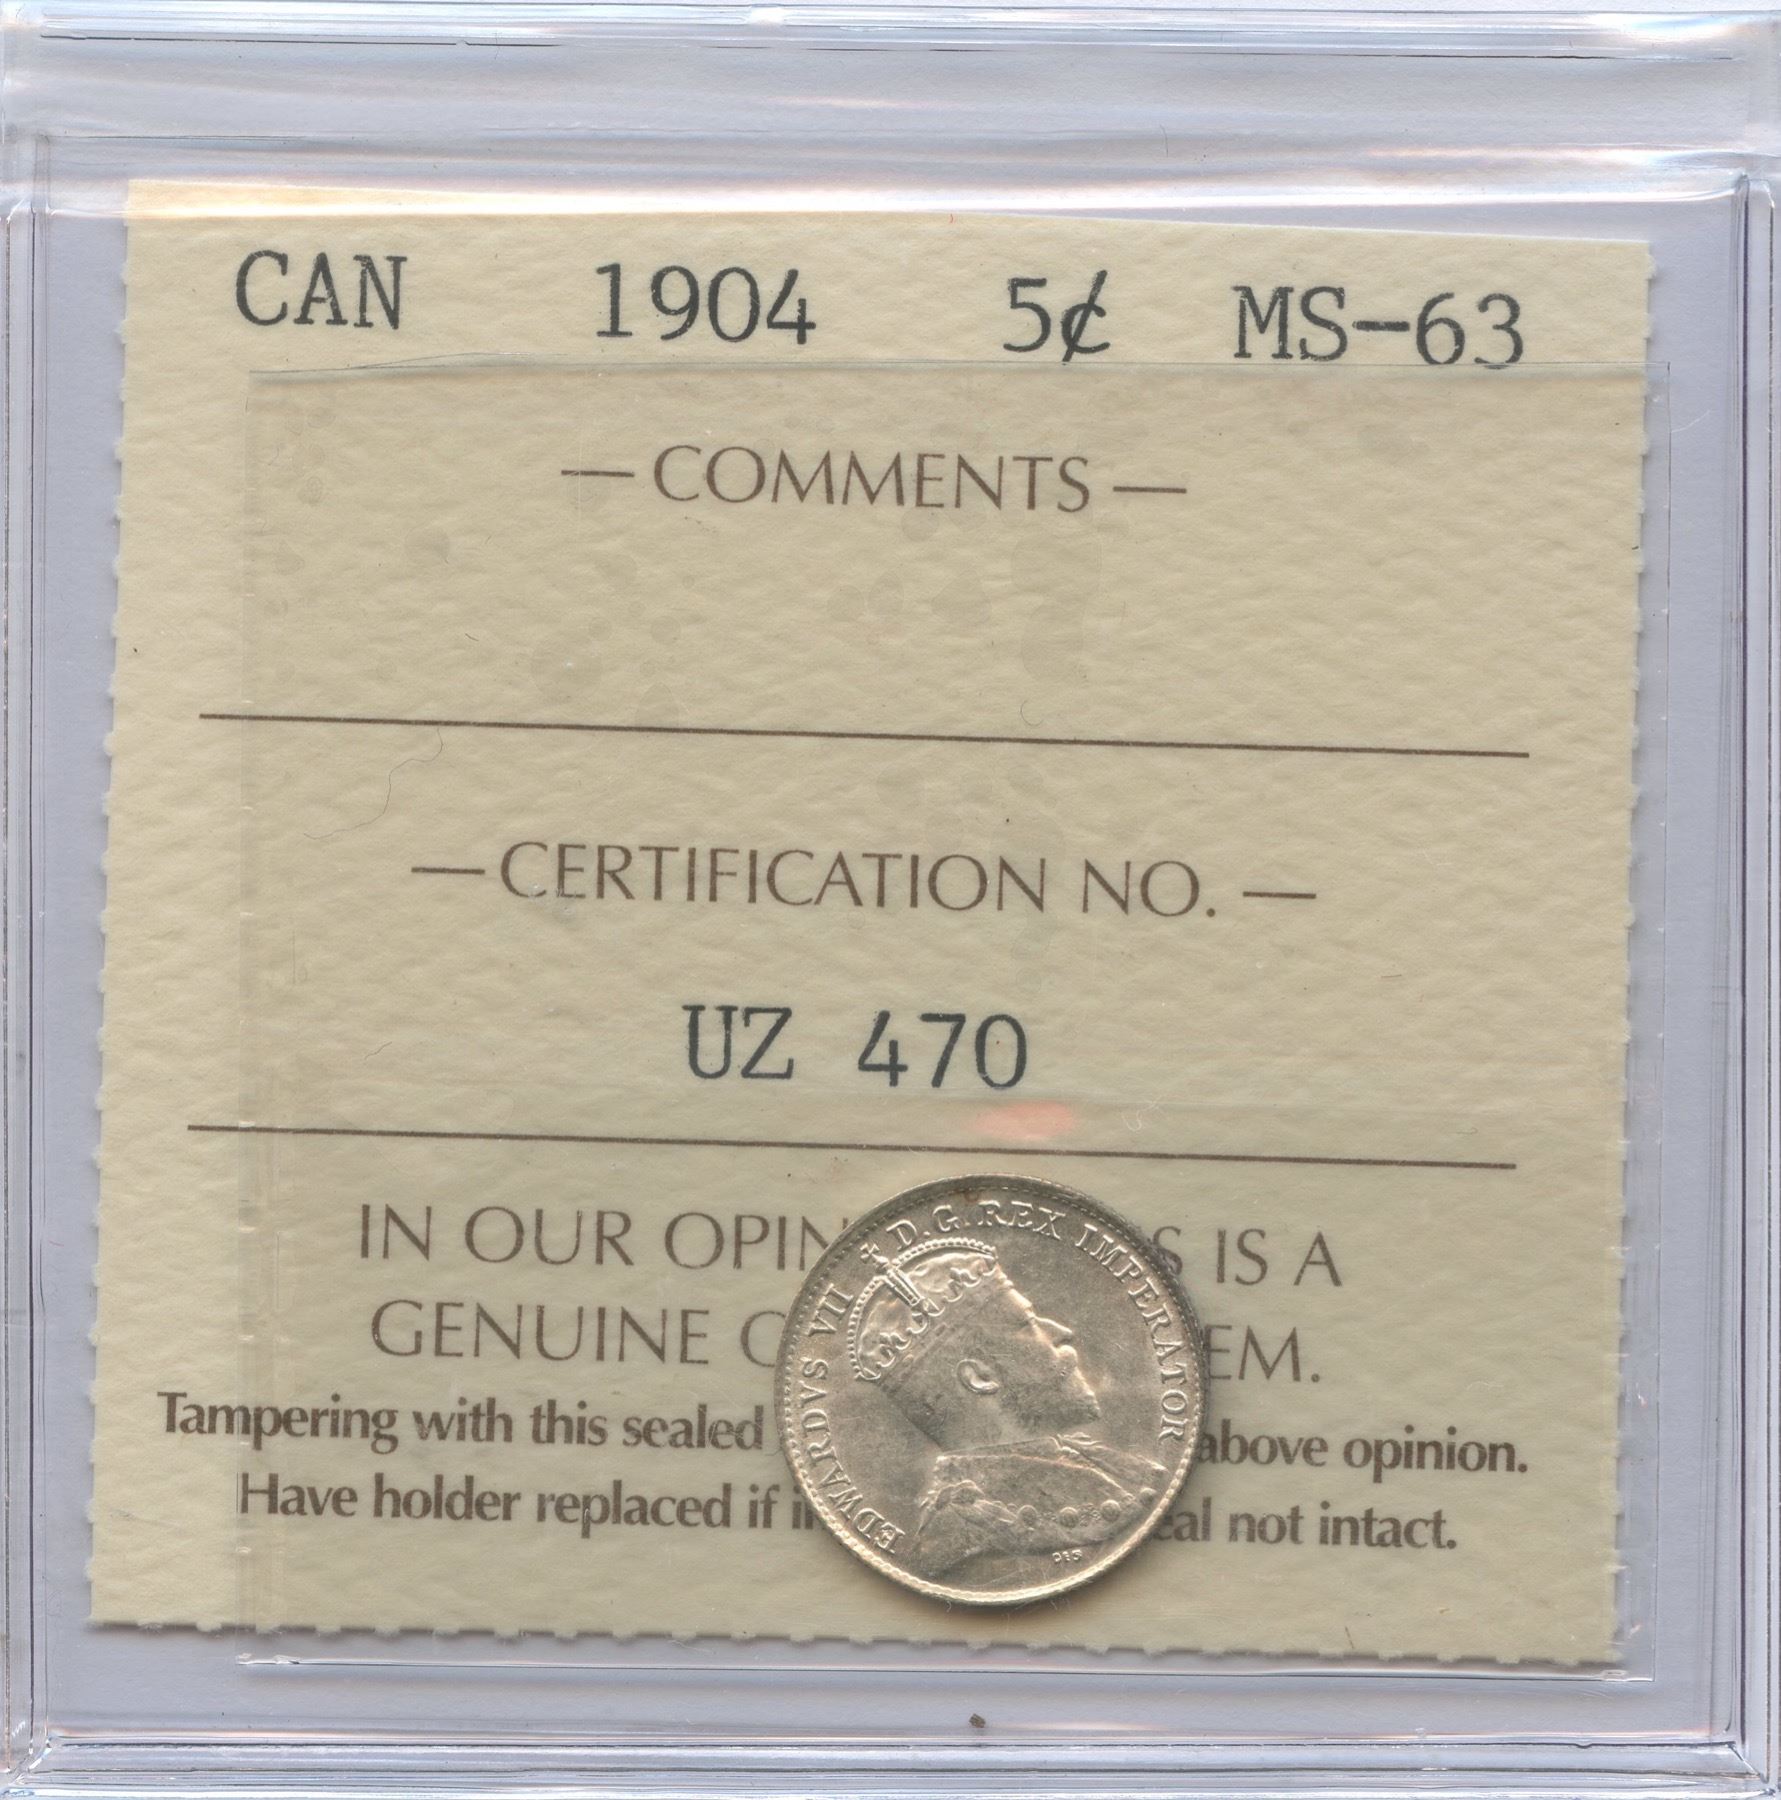 CAN 1904 5¢ MS-63
— COMMENTS —
— CERTIFICATION NO. —
UZ 470
IN OUR OPIN S IS A
GENUINE C EM.
Tampering with this sealed above opinion.
Have holder replaced if i eal not intact.
EDWARDVS VII D.G. REX IMPERATOR
DES